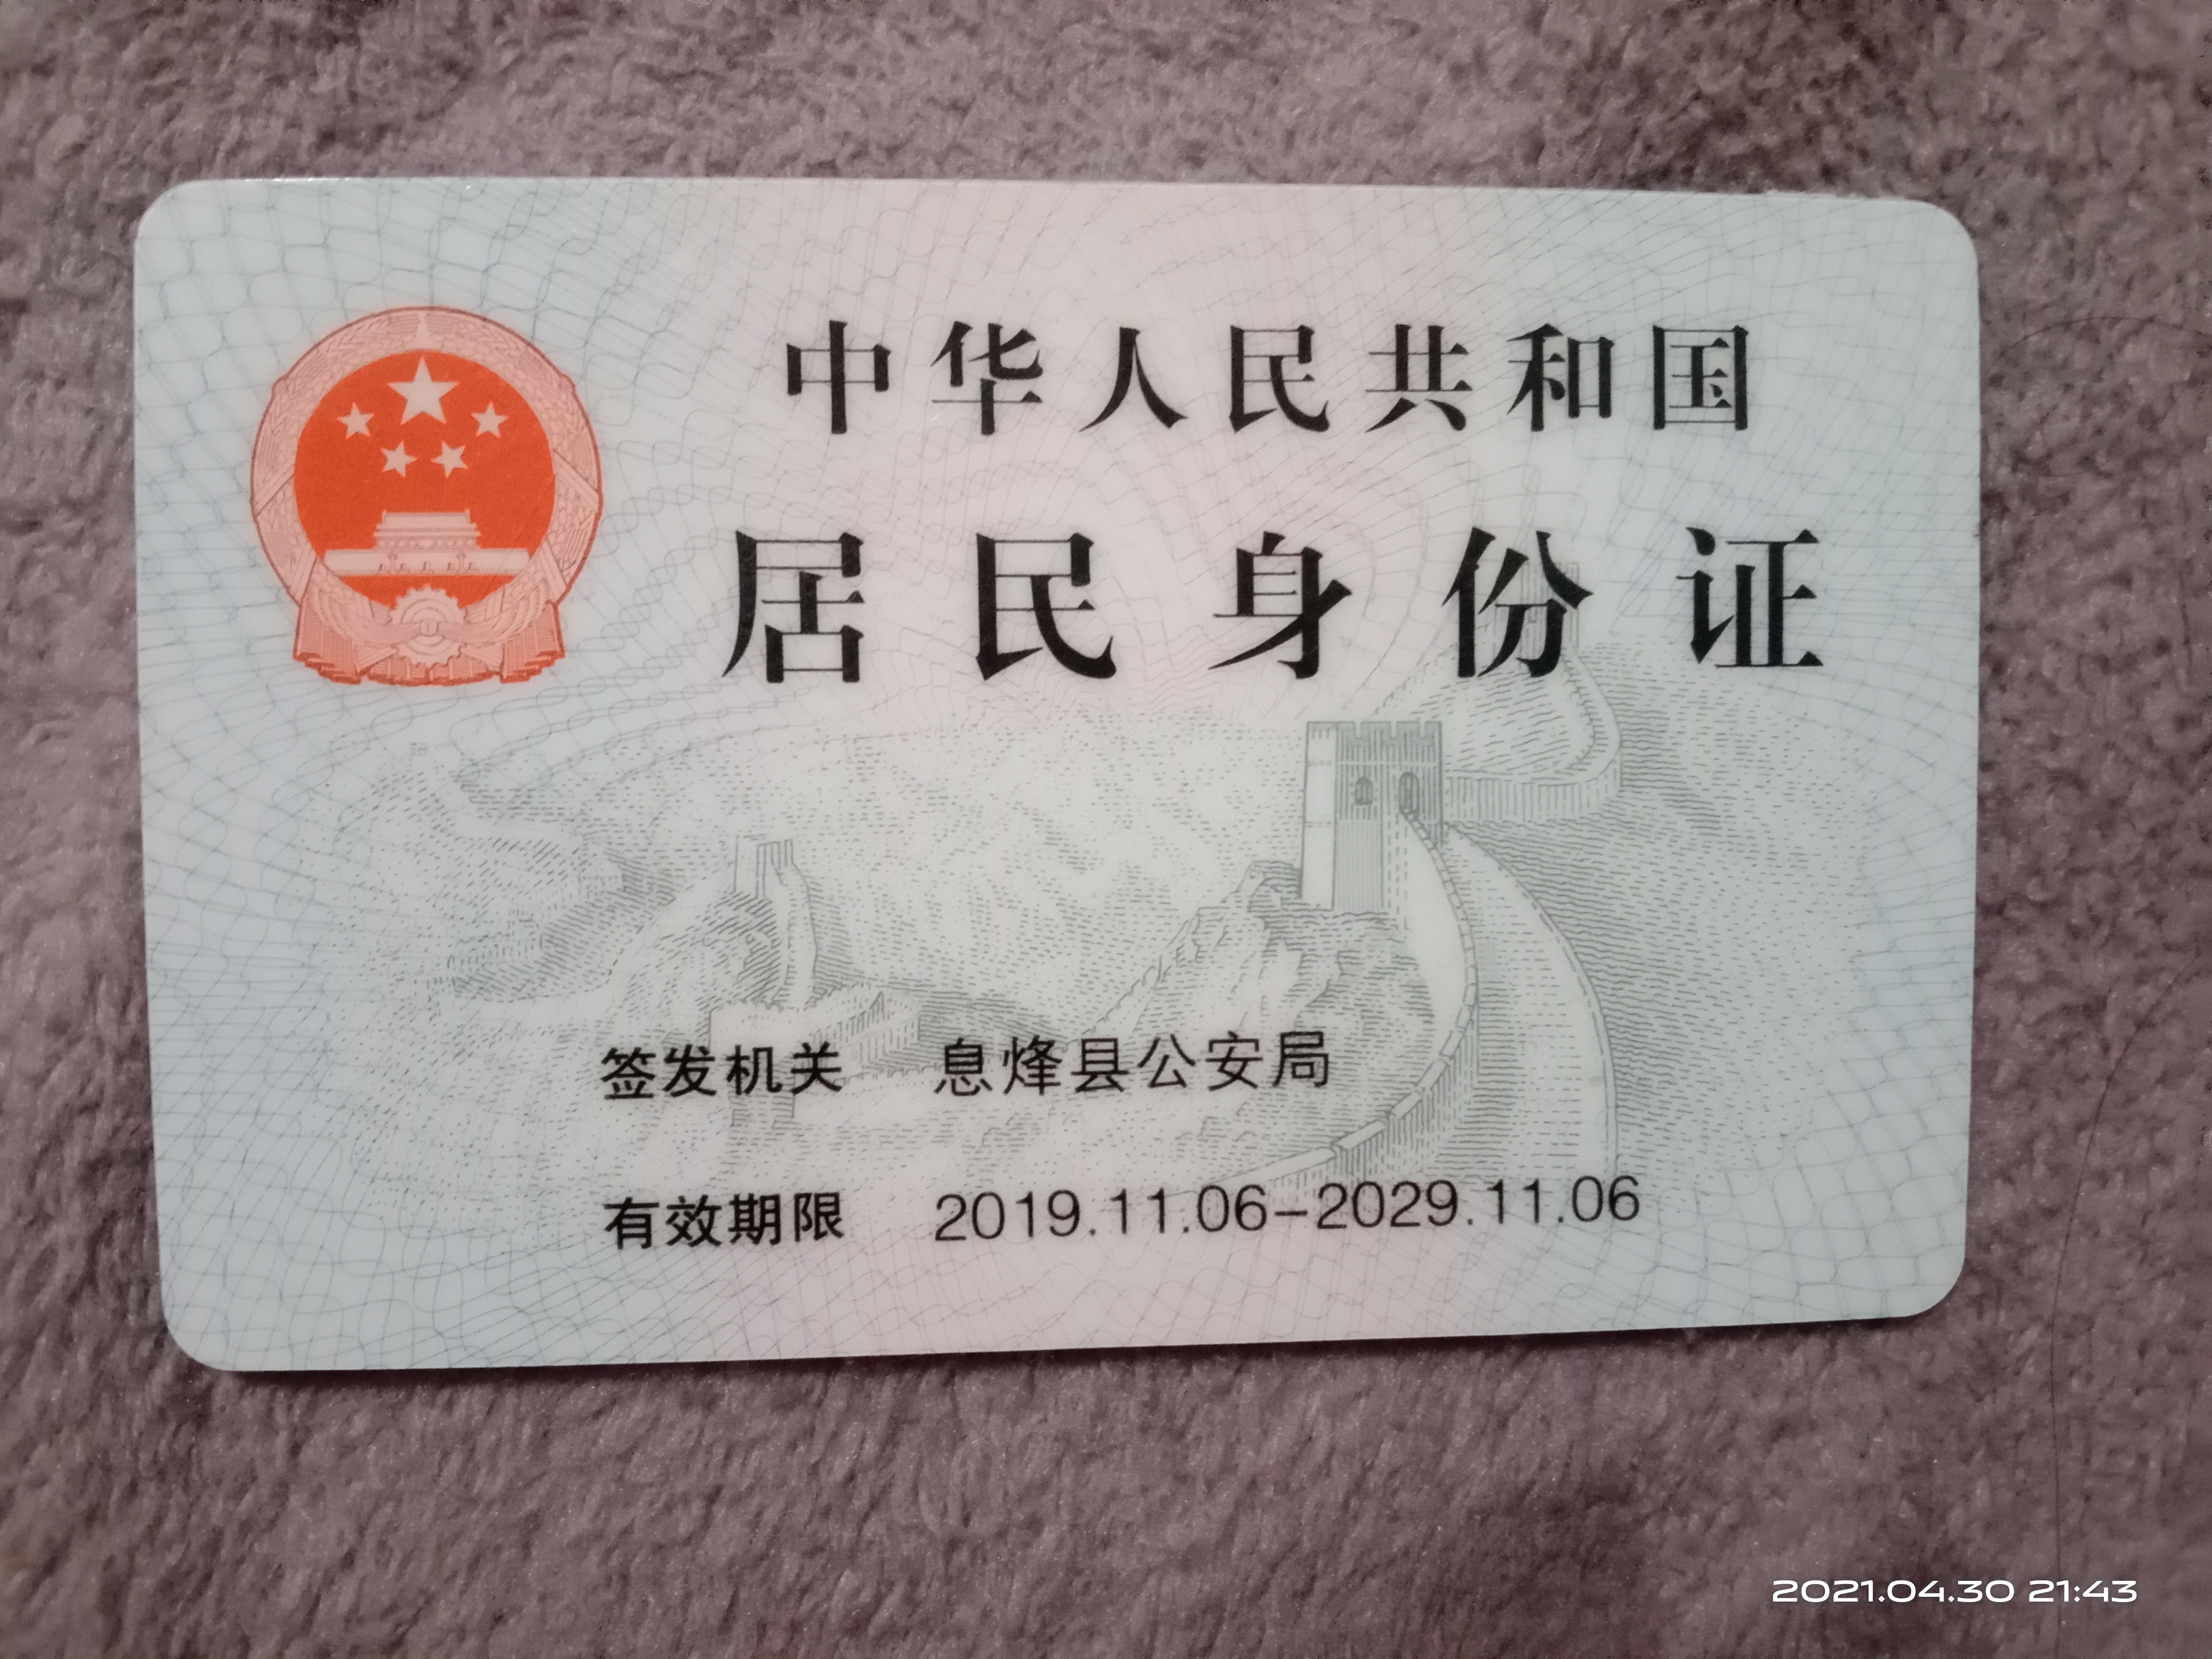 中华人民共和国
居民身份证
签发机关 息烽县公安局
有效期限 2019.11.06-2029.11.06
2021.04.30 21:43